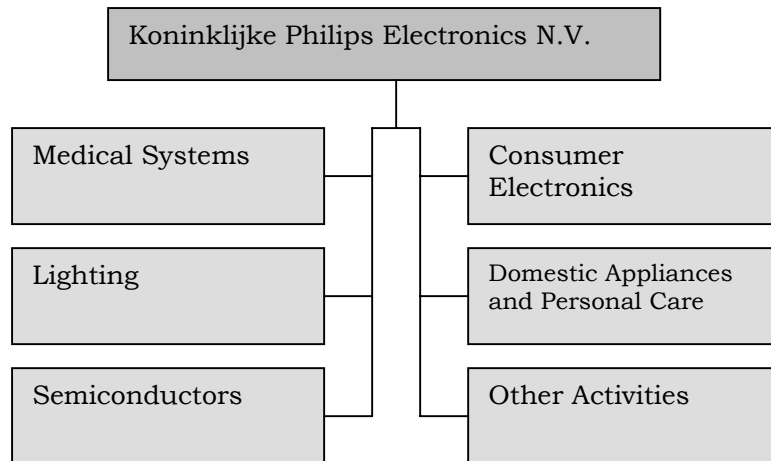 Koninklijke Philips Electronics N.V.
Medical Systems
Consumer
Electronics
Lighting
Domestic Appliances
and Personal Care
Semiconductors
Other Activities